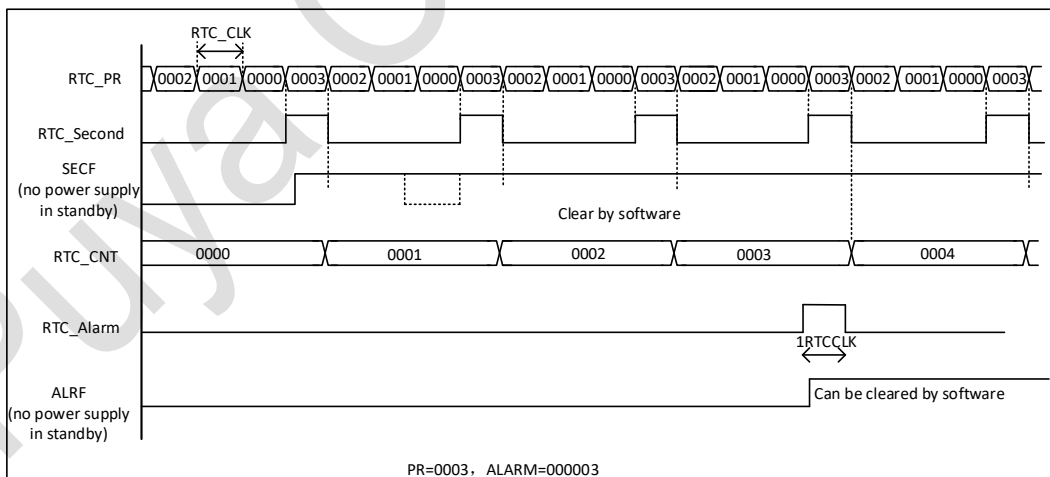 RTC_CLK
RTC_PR 0002 0001 0000 0003 0002 0001 0000 0003 0002 0001 0000 0003 0002 0001 0000 0003 0002 0001 0000 0003
RTC_Second
SECF
(no power supply
in standby)
Clear by software
RTC_CNT 0000 0001 0002 0003 0004
RTC_Alarm
1RTCCLK
ALRF
(no power supply
in standby)
Can be cleared by software
PR=0003，ALARM=000003
Puya